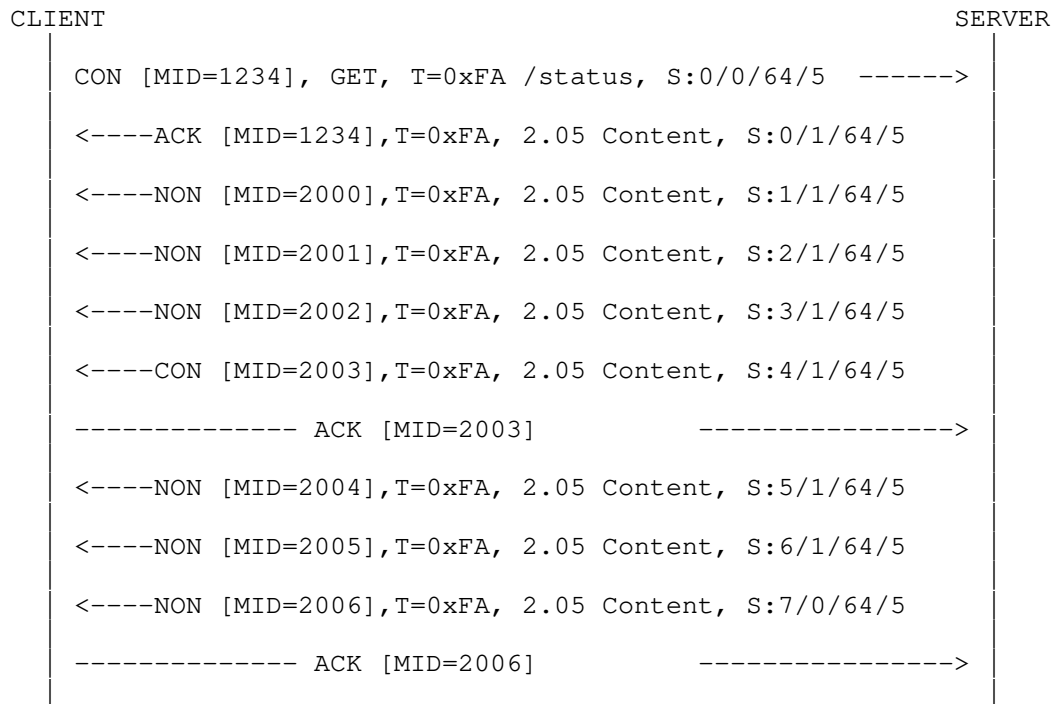 CLIENT SERVER
CON [MID=1234], GET, T=0xFA /status, S:0/0/64/5 ------>
<----ACK [MID=1234],T=0xFA, 2.05 Content, S:0/1/64/5
<----NON [MID=2000],T=0xFA, 2.05 Content, S:1/1/64/5
<----NON [MID=2001],T=0xFA, 2.05 Content, S:2/1/64/5
<----NON [MID=2002],T=0xFA, 2.05 Content, S:3/1/64/5
<----CON [MID=2003],T=0xFA, 2.05 Content, S:4/1/64/5
-------------- ACK [MID=2003] ---------------->
<----NON [MID=2004],T=0xFA, 2.05 Content, S:5/1/64/5
<----NON [MID=2005],T=0xFA, 2.05 Content, S:6/1/64/5
<----NON [MID=2006],T=0xFA, 2.05 Content, S:7/0/64/5
-------------- ACK [MID=2006] ---------------->